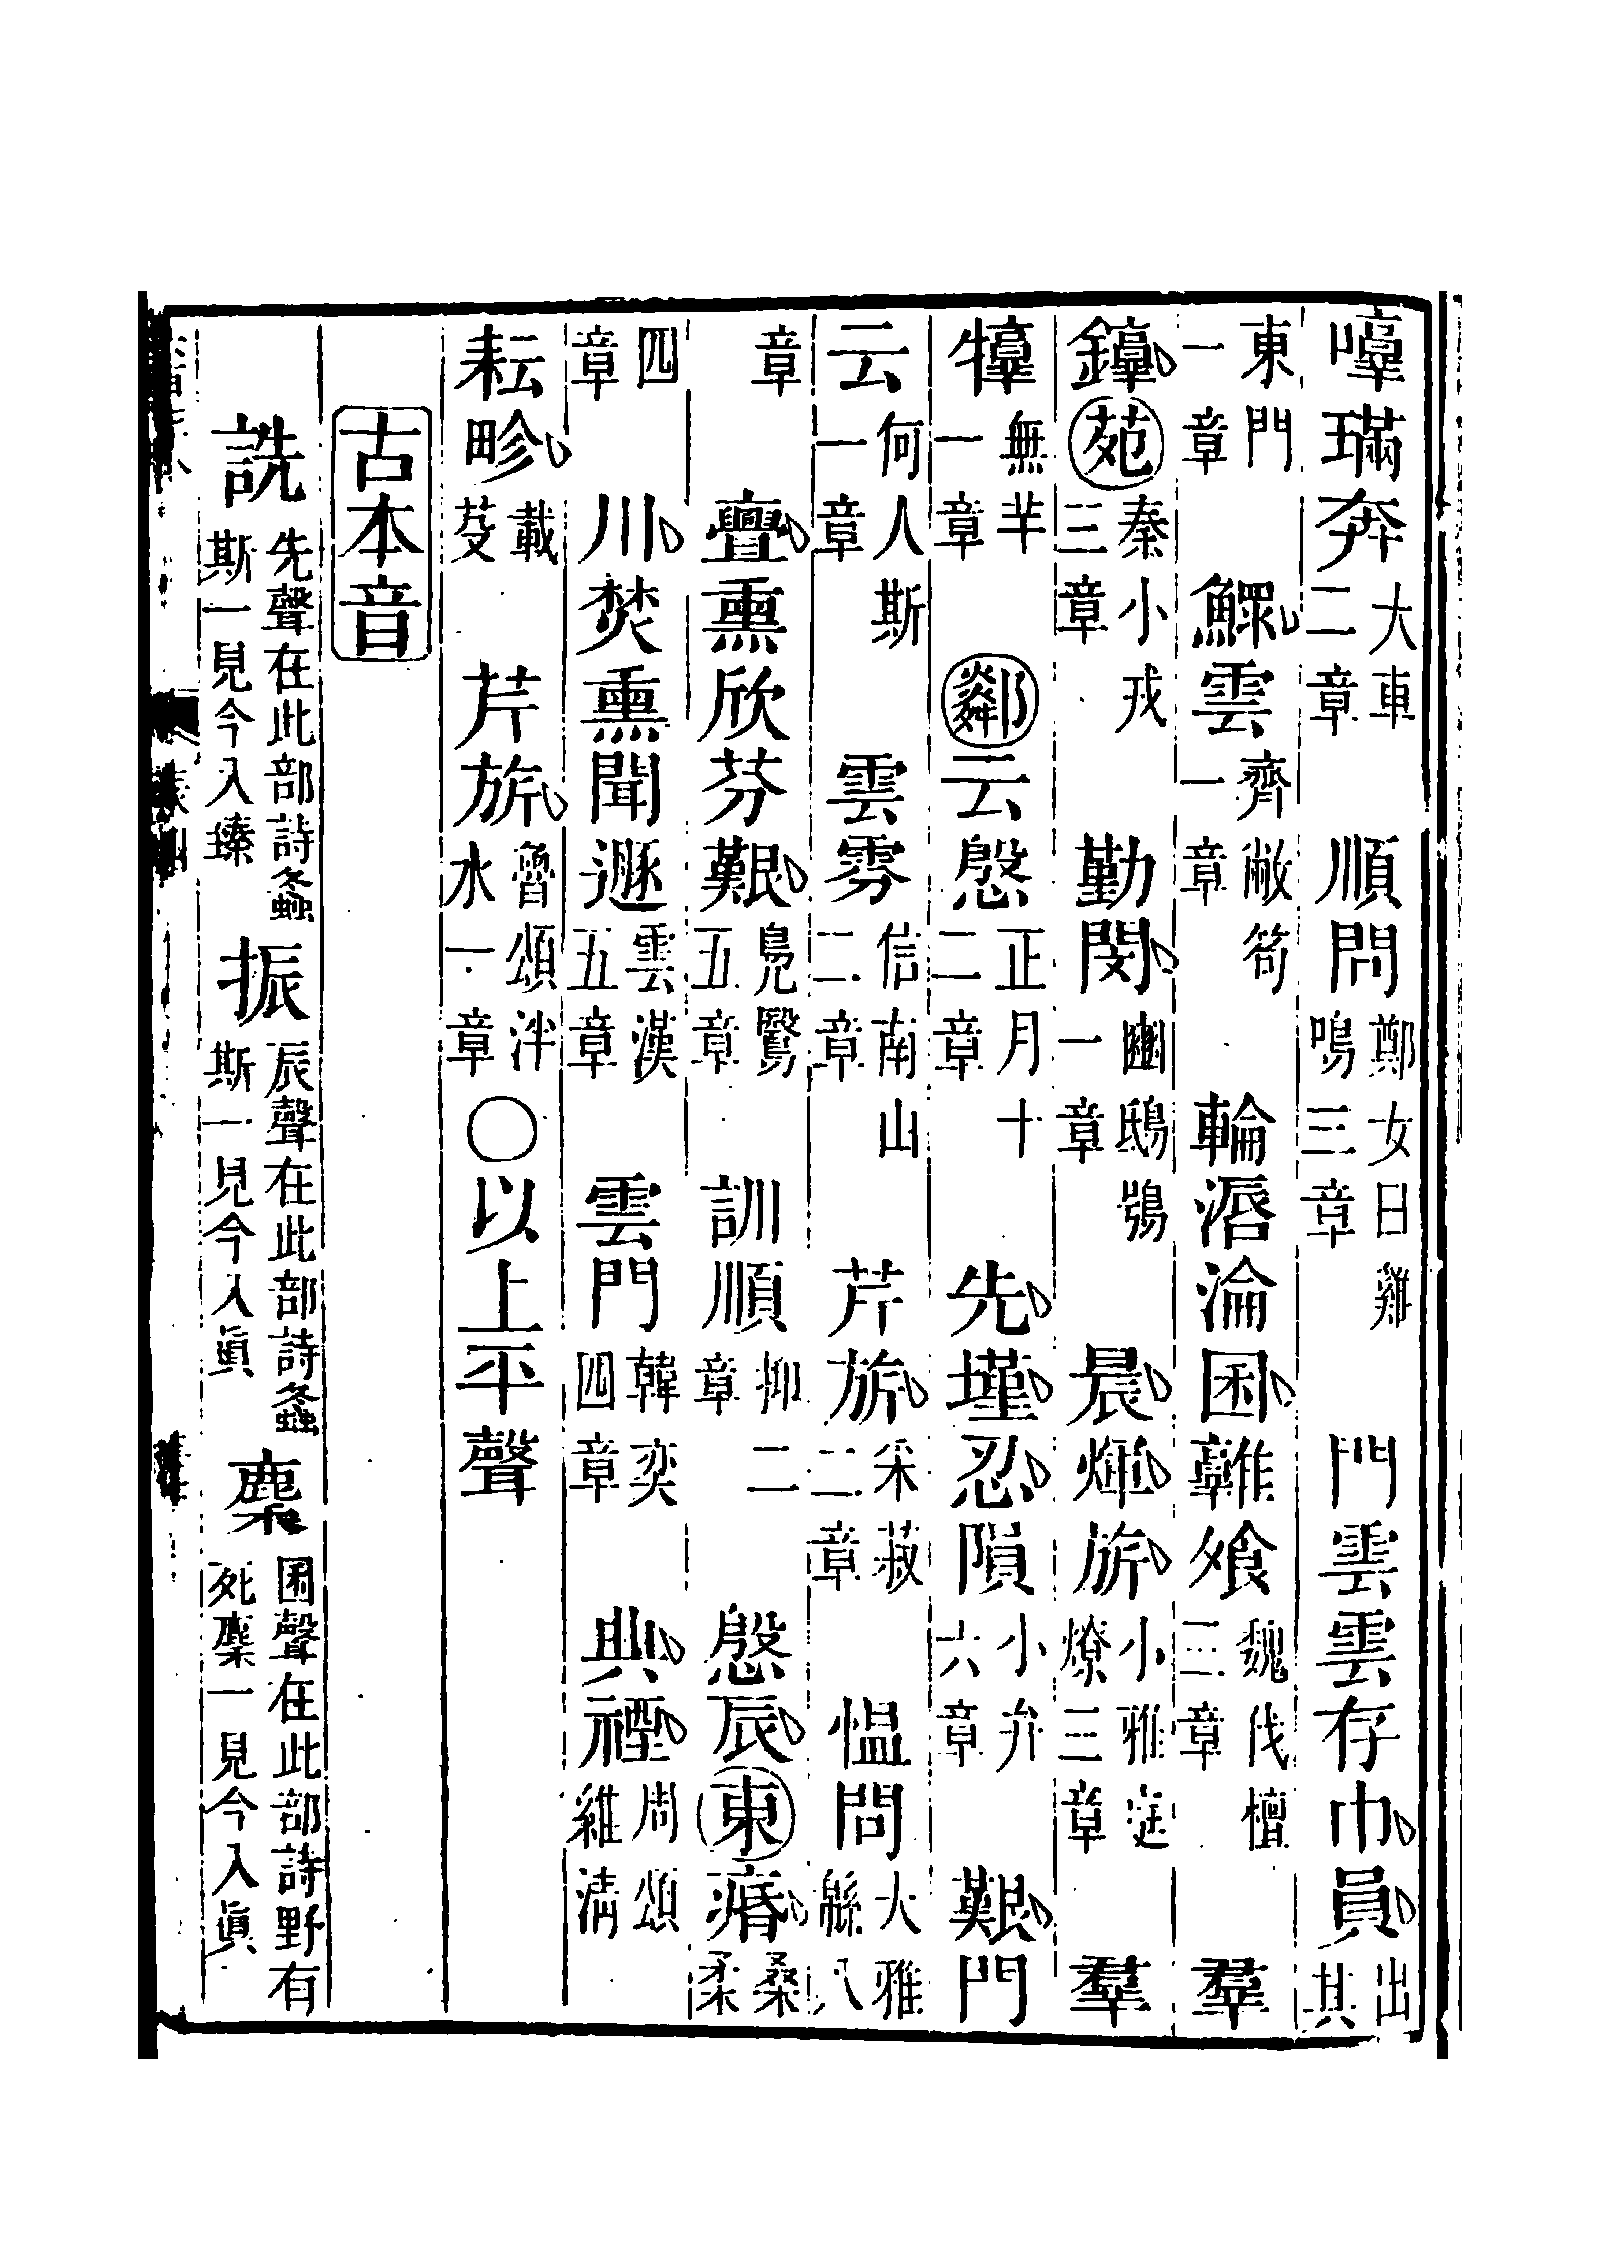 啍璊奔大車二章　順問鄭女曰雞鳴三章　門雲雲存巾員出其
東門一章　鰥雲齊敝笱一章　輪漘淪囷鶉飧魏伐檀三章　羣
錞苑秦小戎三章　勤閔豳鴟鴞一章　晨煇旂小雅庭燎三章　羣
犉無羊一章　鄰云慇正月十二章　先墐忍隕小弁六章　艱門
云何人斯一章　雲雰信南山二章　芹旂采菽二章　愠問大雅緜八
章　亹熏欣芬艱鳧鷖五章　訓順抑二章　慇辰東痻桑柔
四章　川焚熏聞遯雲漢五章　雲門韓奕四章　典禋周頌維清
耘畛載芟　芹旂魯頌泮水一章○以上平聲
古本音
詵先聲在此部詩螽斯一見今入臻　振辰聲在此部詩螽斯一見今入眞　麇囷聲在此部詩野有死麇一見今入眞